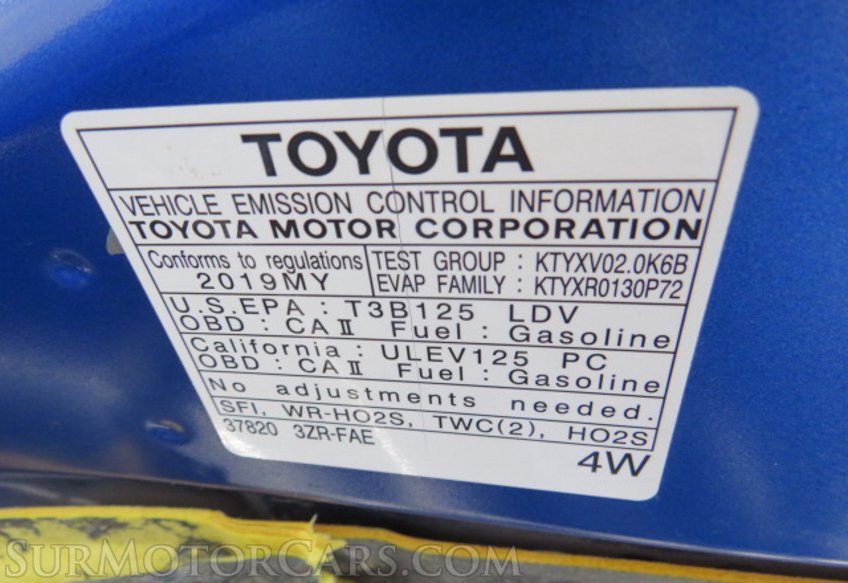 TOYOTA
VEHICLE EMISSION CONTROL INFORMATION
TOYOTA MOTOR CORPORATION
Conforms to regulations
2019MY
TEST GROUP : KTYXV02.0K6B
EVAP FAMILY : KTYXR0130P72
U.S.EPA : T3B125 LDV
OBD : CAⅡ Fuel : Gasoline
California : ULEV125 PC
OBD : CAⅡ Fuel : Gasoline
No adjustments needed.
SFI, WR-HO2S, TWC(2), HO2S
37820 3ZR-FAE
4W
SurMotorCars.com